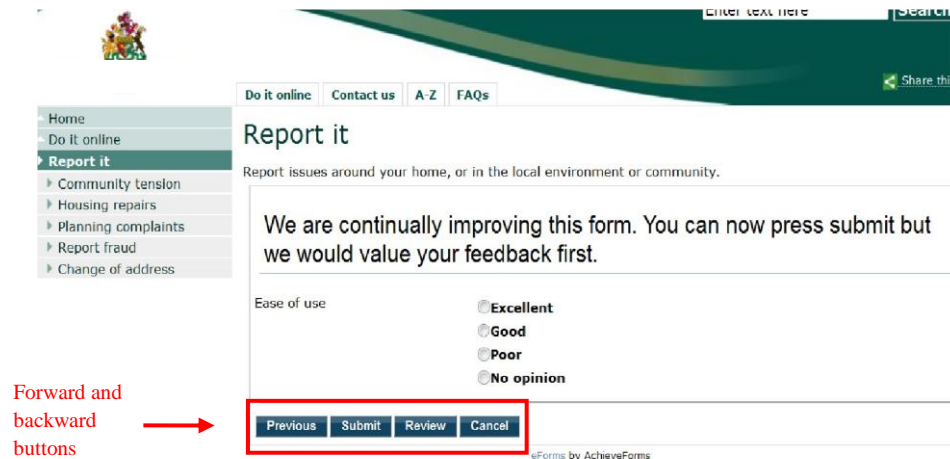 Enter text here
Search
Share thi
Do it online
Contact us
A-Z
FAQs
Home
Do it online
Report it
Community tension
Housing repairs
Planning complaints
Report fraud
Change of address
Report it
Report issues around your home, or in the local environment or community.
We are continually improving this form. You can now press submit but
we would value your feedback first.
Ease of use
Excellent
Good
Poor
No opinion
Forward and
backward
buttons
Previous
Submit
Review
Cancel
eForms by AchieveForms